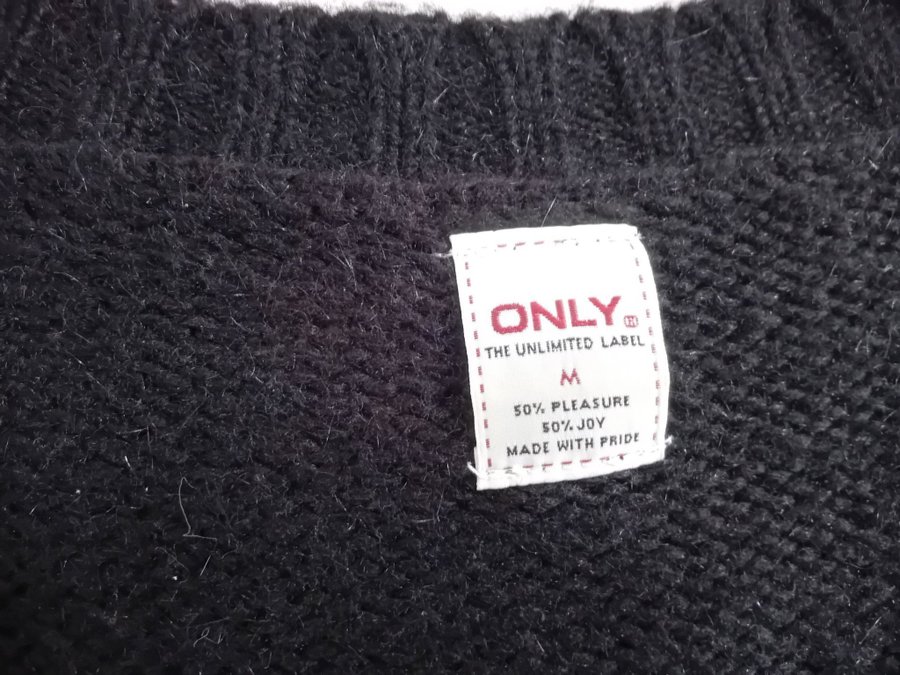 ONLY
THE UNLIMITED LABEL
M
50% PLEASURE
50% JOY
MADE WITH PRIDE